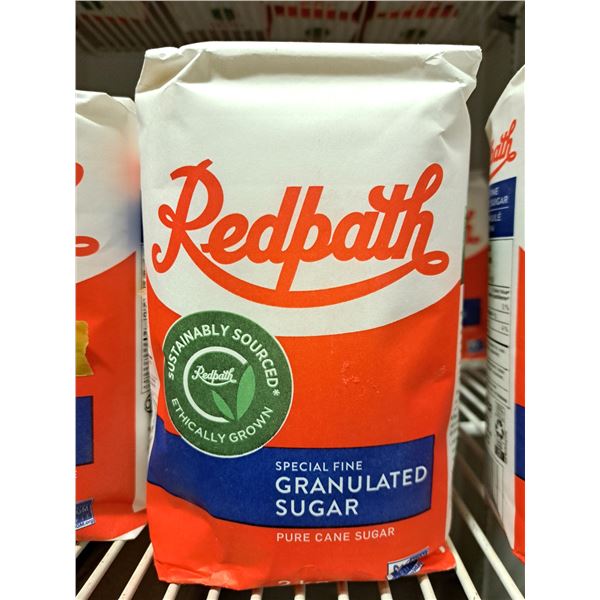 Redpath
SUSTAINABLY SOURCED*
Redpath
ETHICALLY GROWN
SPECIAL FINE
GRANULATED
SUGAR
PURE CANE SUGAR